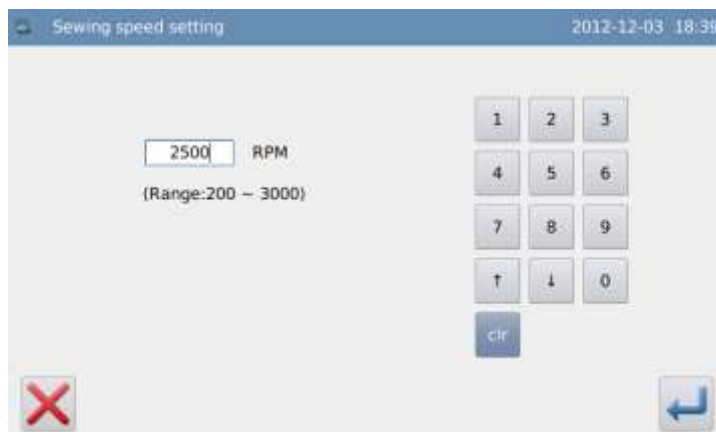 Sewing speed setting 2012-12-03 18:39
2500 RPM
(Range:200 ~ 3000)
1 2 3
4 5 6
7 8 9
↑ ↓ 0
clr